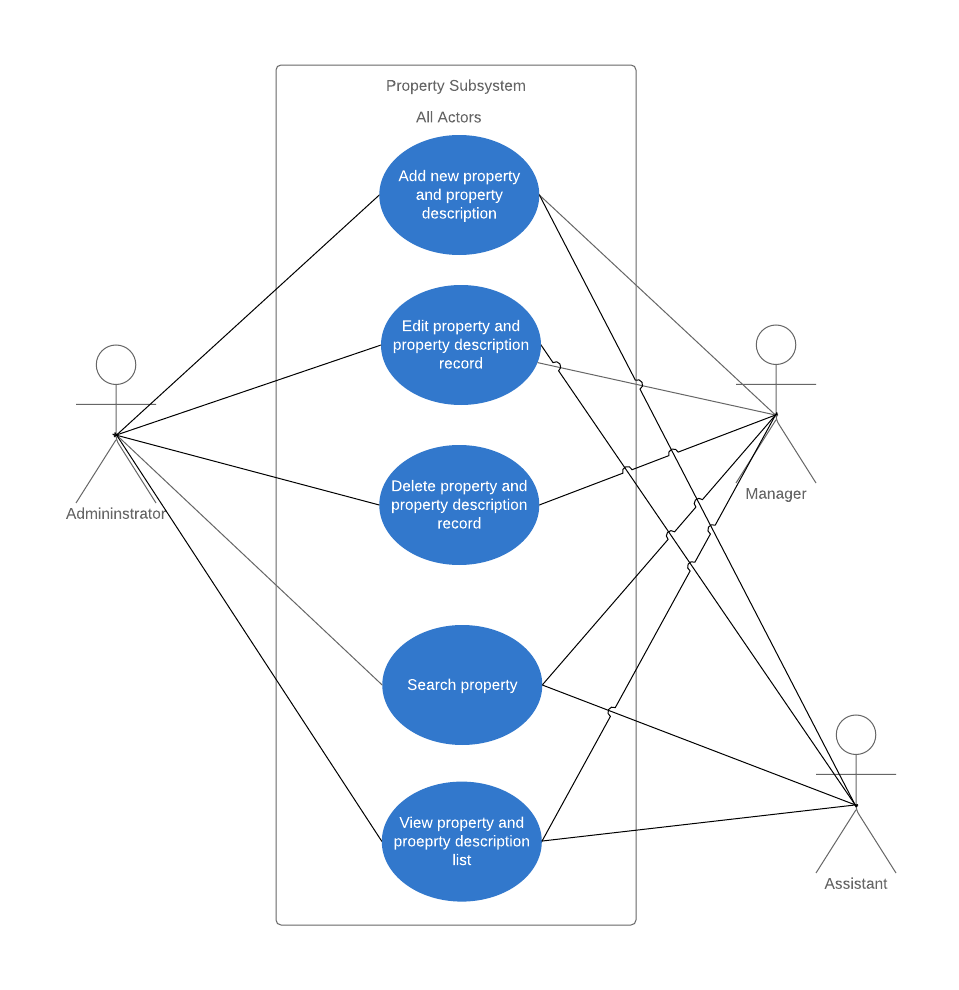 Property Subsystem
All Actors
Add new property
and property
description
Edit property and
property description
record
Delete property and
property description
record
Search property
View property and
proeprty description
list
Admininstrator
Manager
Assistant